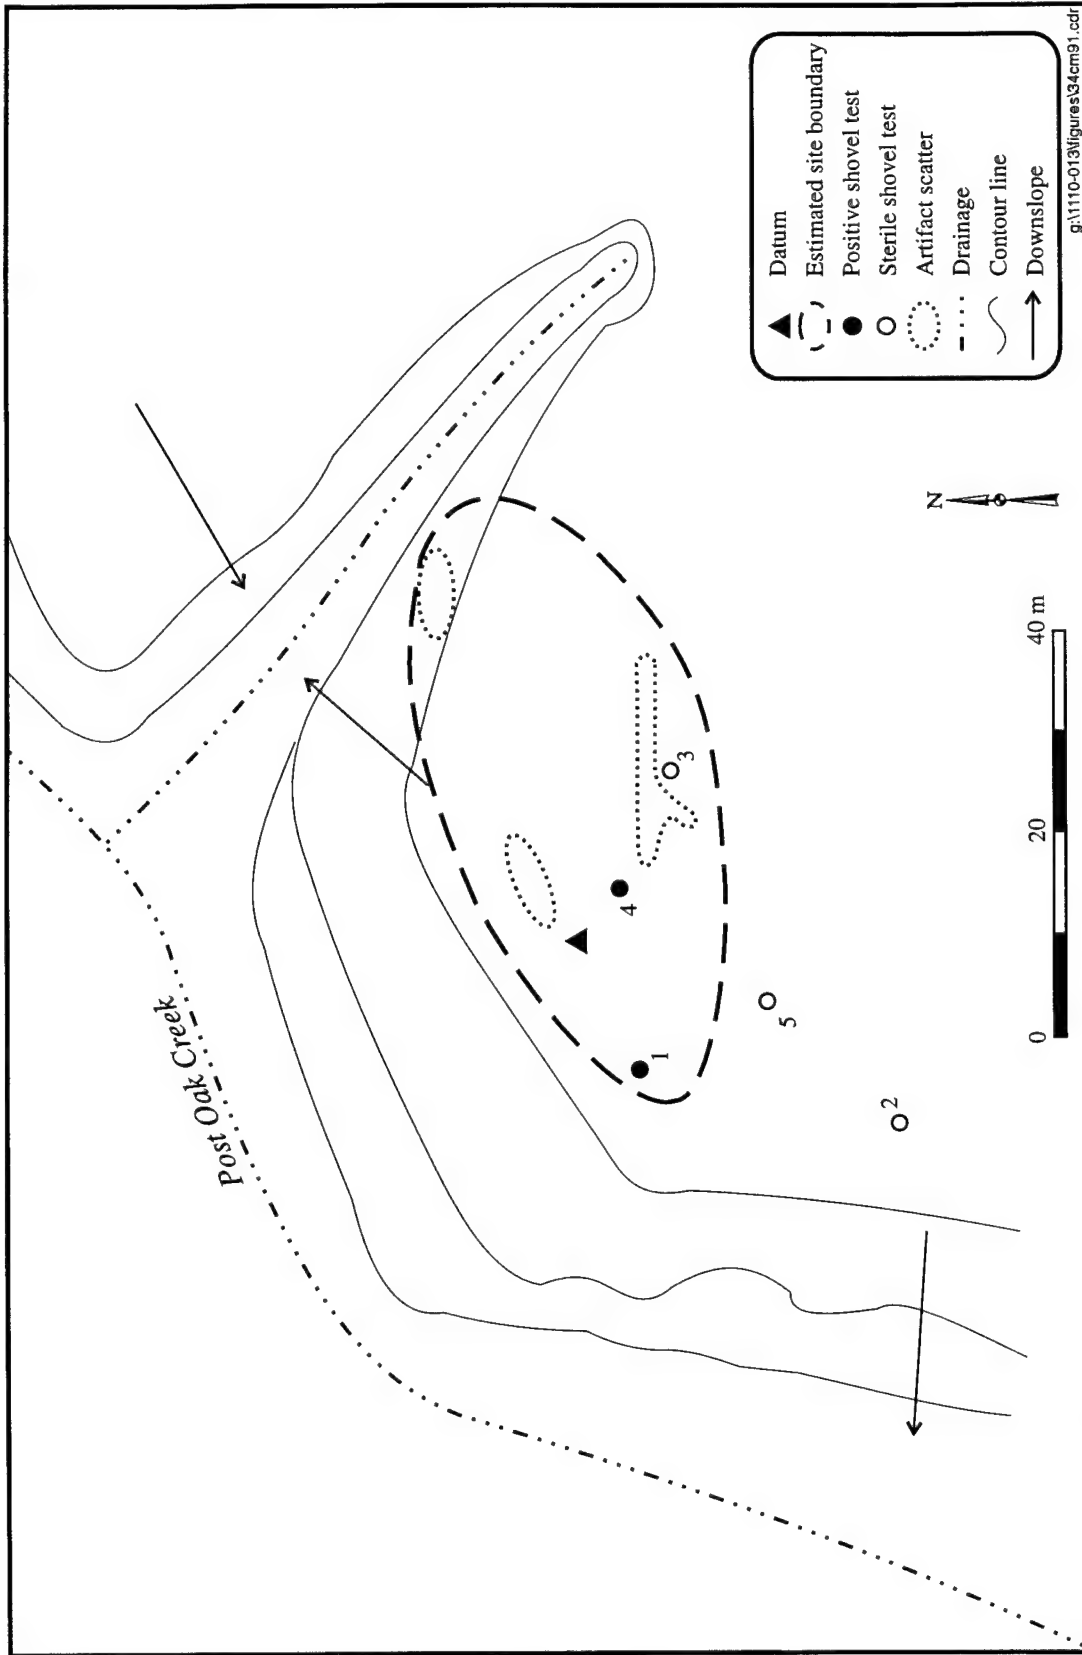 Post Oak Creek
1
2
3
4
5
N
0
20
40 m
Datum
Estimated site boundary
Positive shovel test
Sterile shovel test
Artifact scatter
Drainage
Contour line
Downslope
g:\1110-013\figures\34cm91.cdr